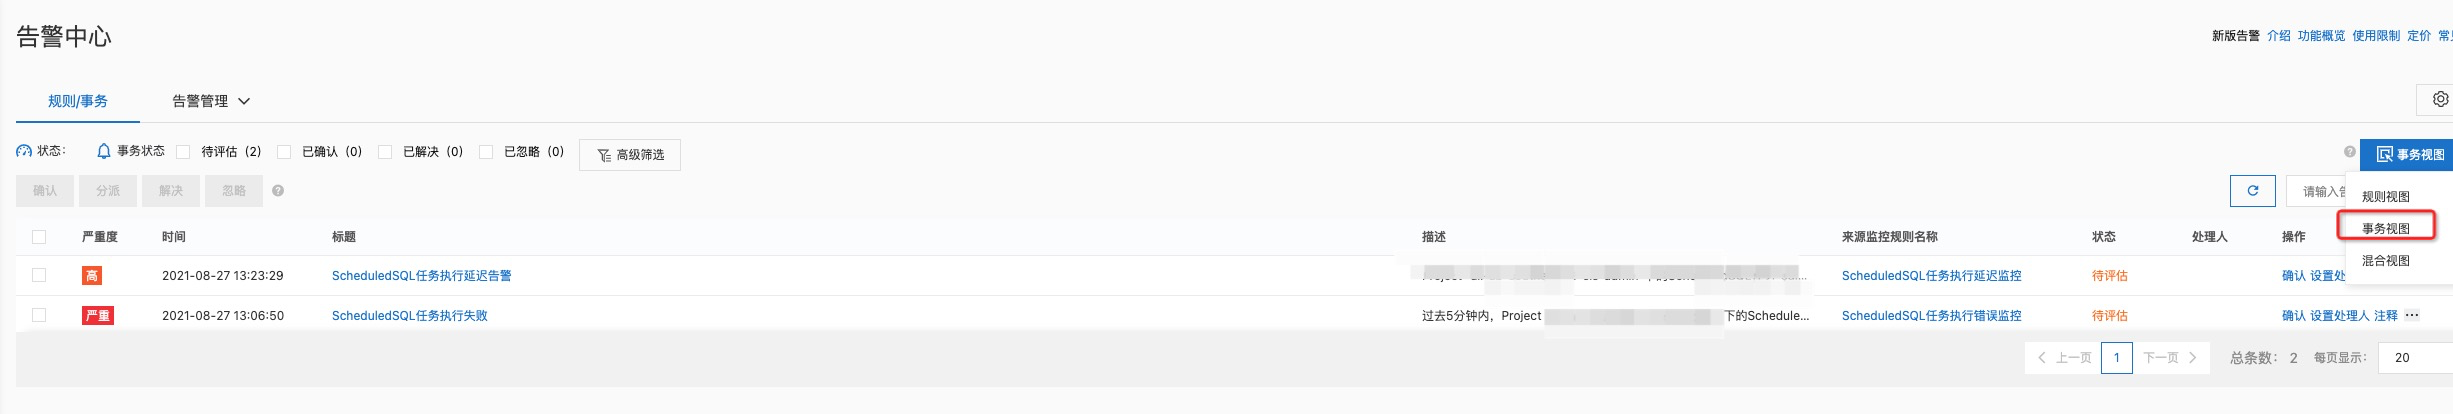 告警中心
新版告警 介绍 功能概览 使用限制 定价
规则/事务 告警管理
状态： 事务状态 待评估 (2) 已确认 (0) 已解决 (0) 已忽略 (0) 高级筛选 事务视图
确认 分派 解决 忽略 请输入
规则视图
事务视图
混合视图
严重度 时间 标题 描述 来源监控规则名称 状态 处理人 操作
高 2021-08-27 13:23:29 ScheduledSQL任务执行延迟告警 ScheduledSQL任务执行延迟监控 待评估 确认 设置处
严重 2021-08-27 13:06:50 ScheduledSQL任务执行失败 过去5分钟内，Project 下的Schedule... ScheduledSQL任务执行错误监控 待评估 确认 设置处理人 注释 ···
上一页 1 下一页 总条数： 2 每页显示： 20